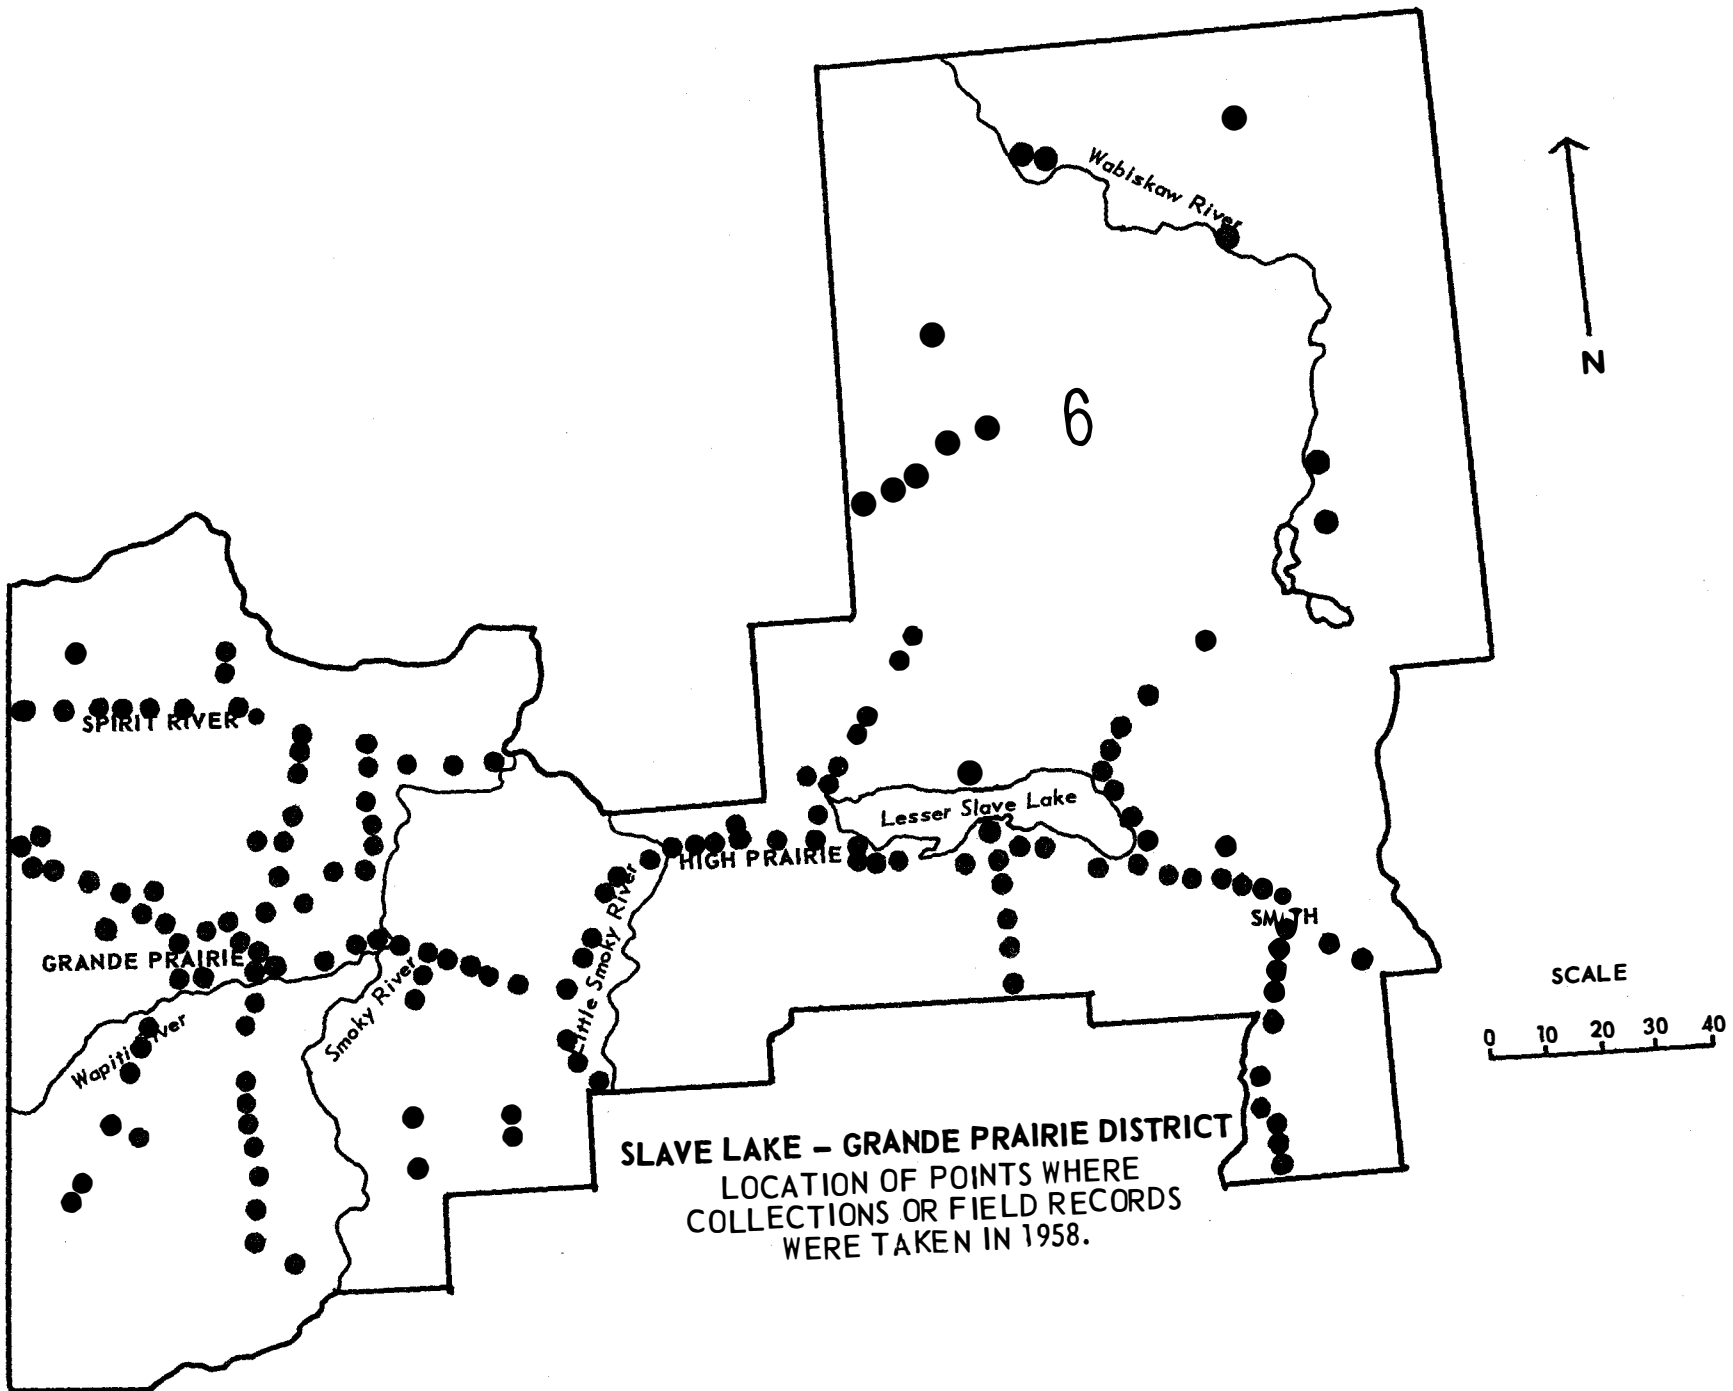 Wabiskaw River
N
6
SPIRIT RIVER
Lesser Slave Lake
HIGH PRAIRIE
Little Smoky River
SMITH
GRANDE PRAIRIE
Smoky River
Wapiti River
SCALE
0 10 20 30 40
SLAVE LAKE – GRANDE PRAIRIE DISTRICT
LOCATION OF POINTS WHERE
COLLECTIONS OR FIELD RECORDS
WERE TAKEN IN 1958.